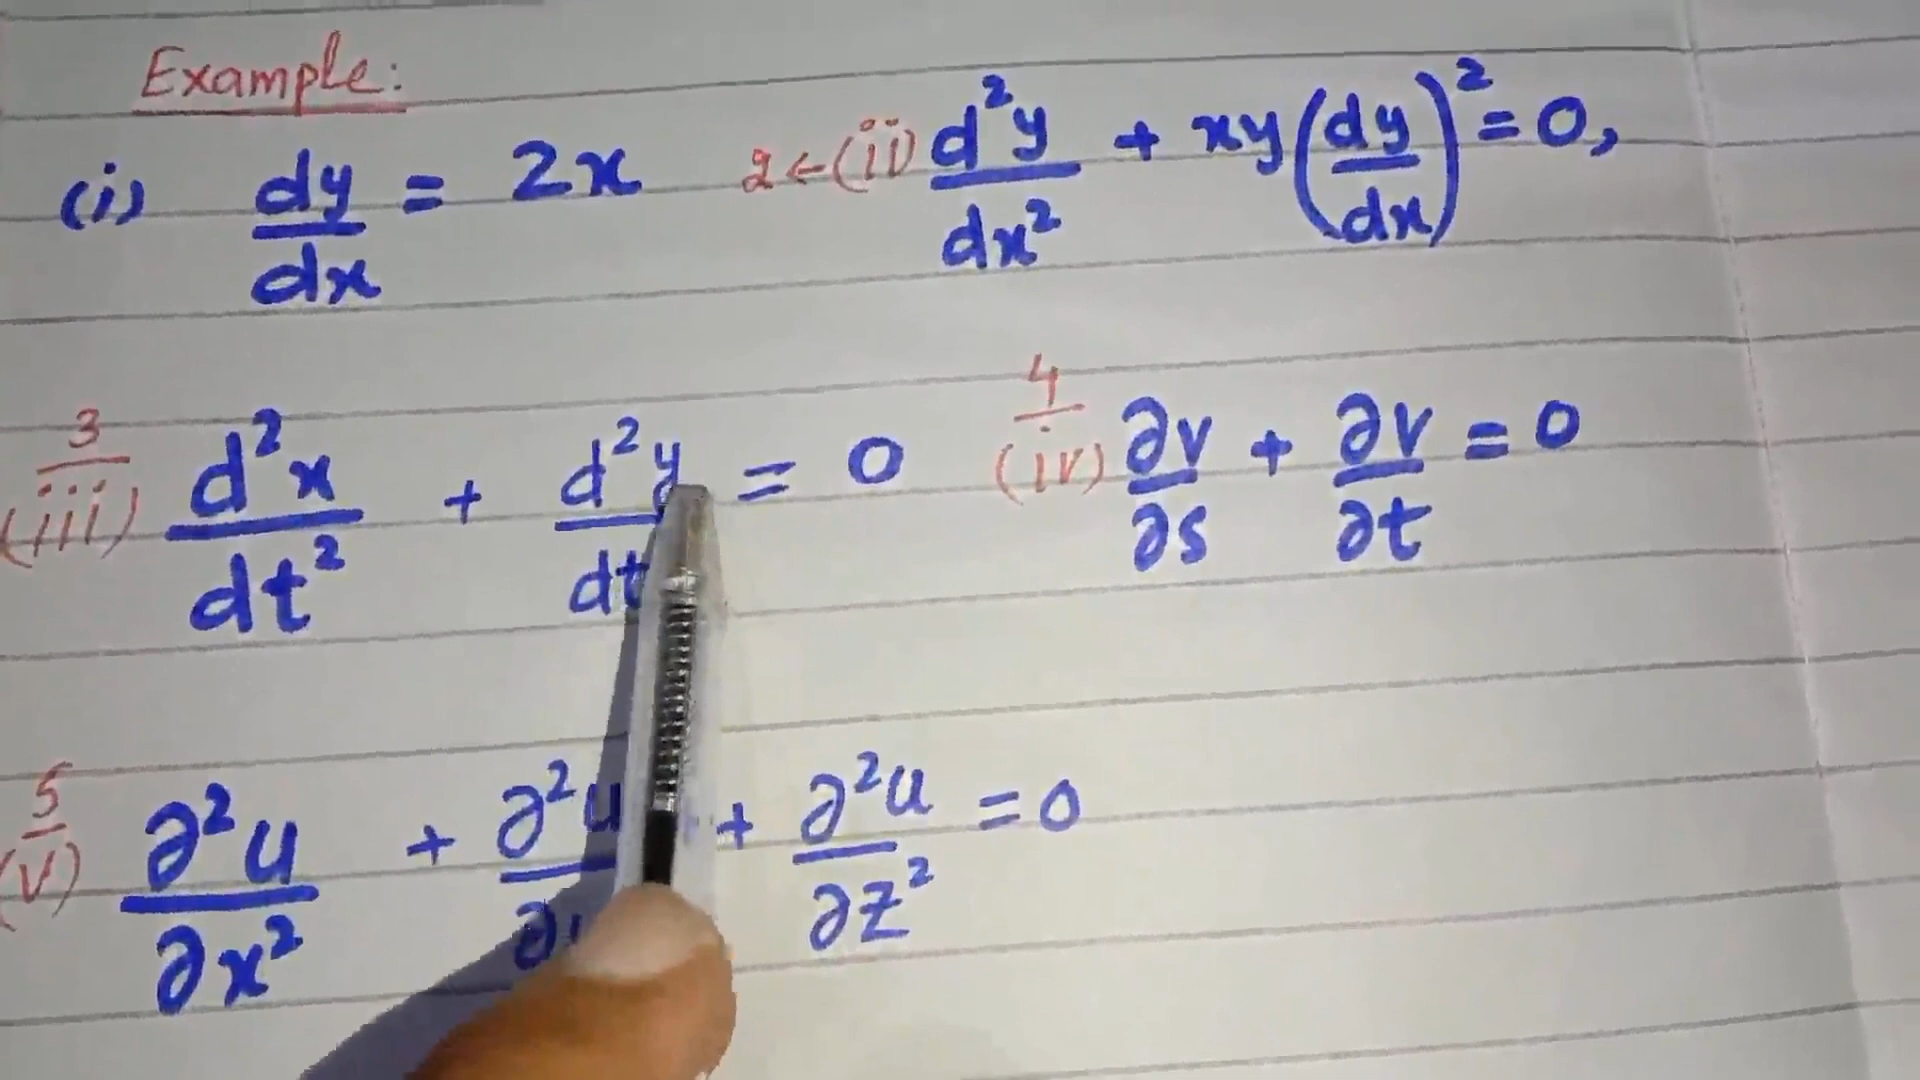 Example:
(i) dy/dx = 2x 2 ← (ii) d²y/dx² + xy(dy/dx)² = 0,
3 (iii) d²x/dt² + d²y/dt = 0 4 (iv) ∂v/∂s + ∂v/∂t = 0
5 (v) ∂²u/∂x² + ∂²u/∂ + ∂²u/∂z² = 0